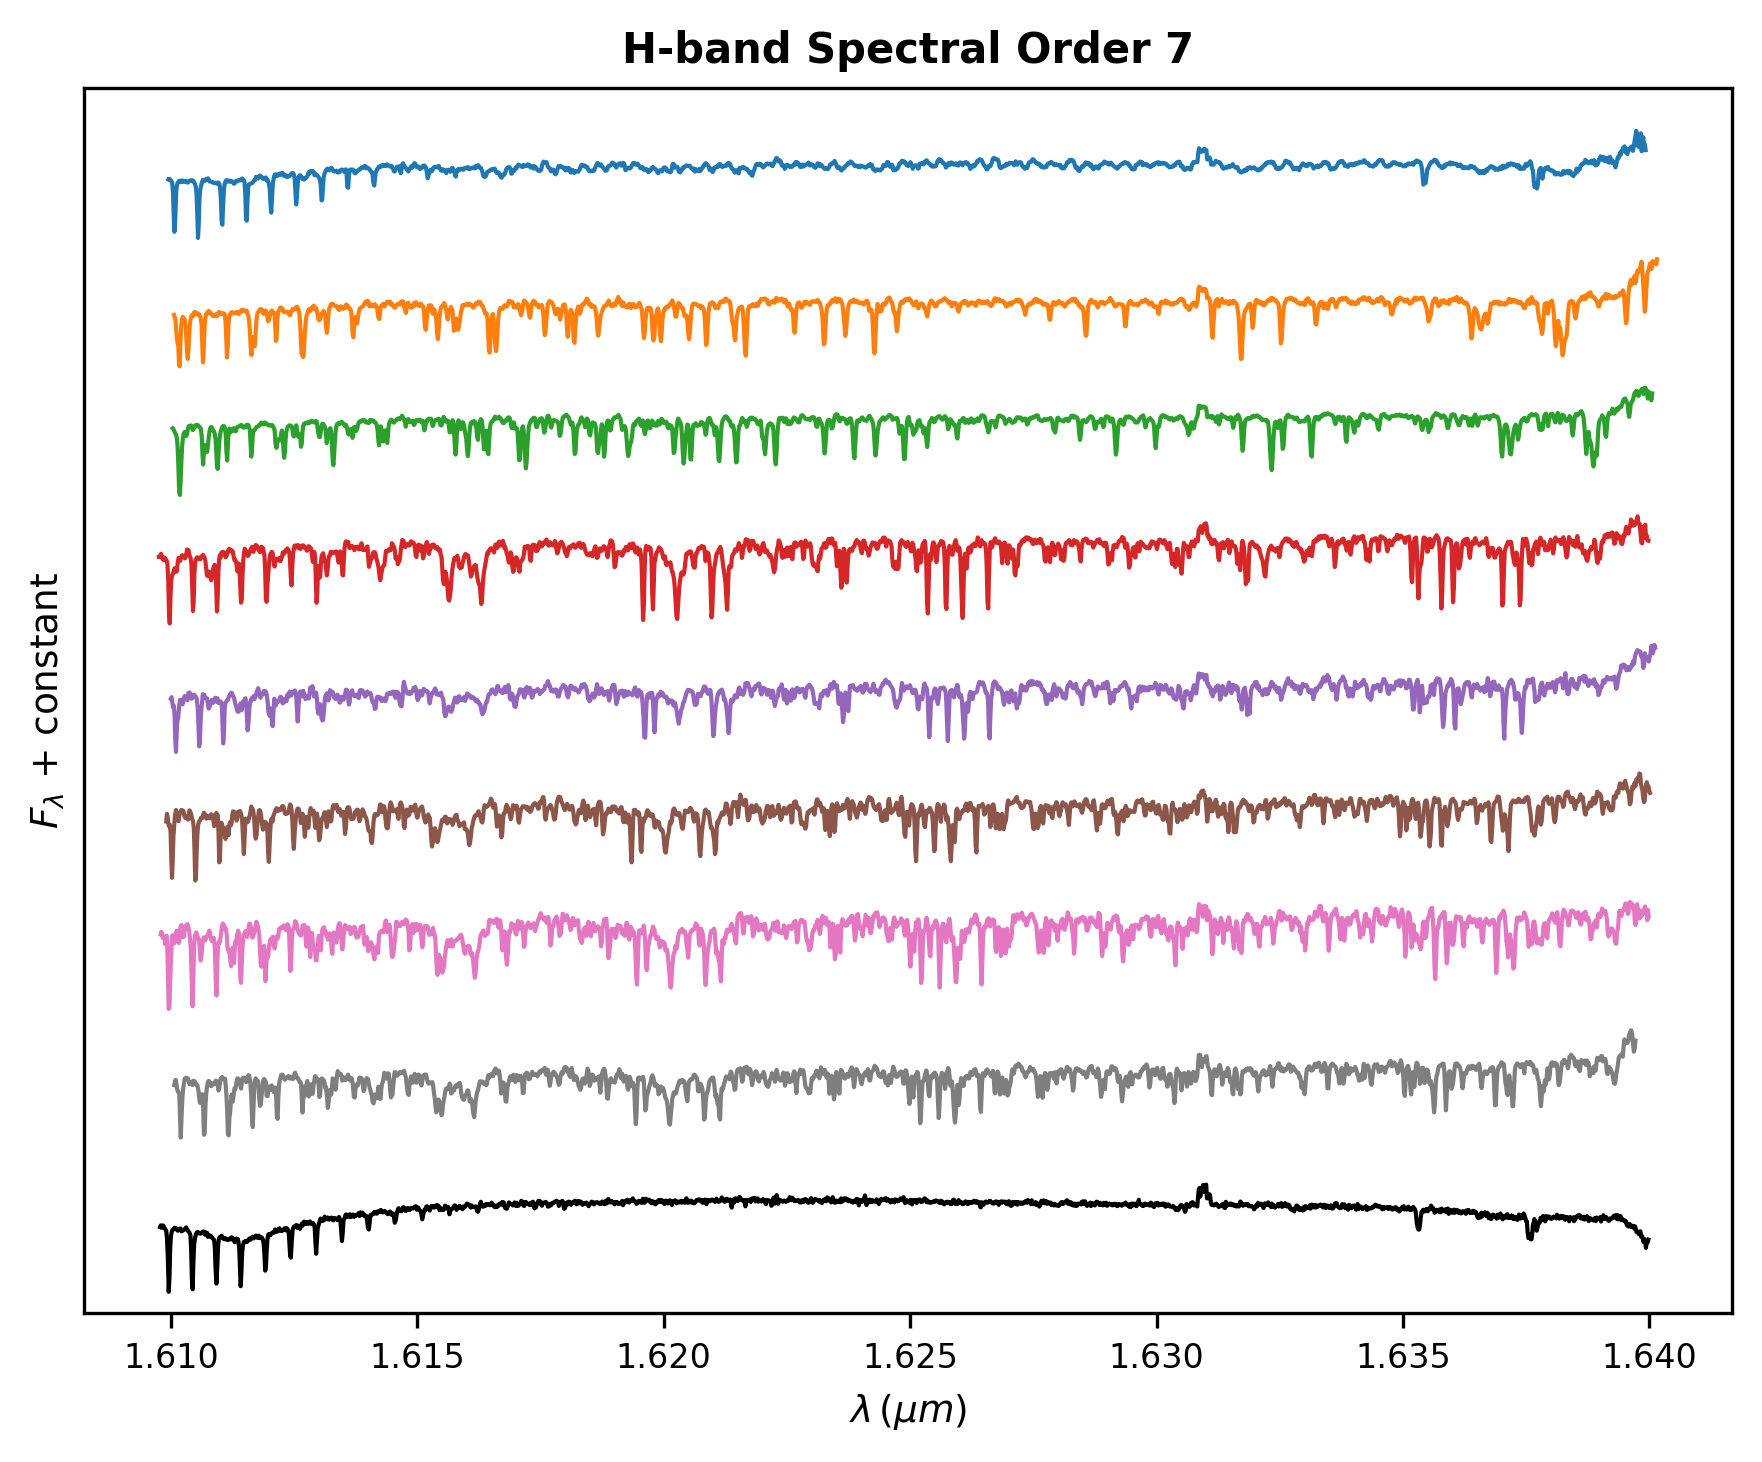 H-band Spectral Order 7
F_λ + constant
1.610 1.615 1.620 1.625 1.630 1.635 1.640
λ (μm)